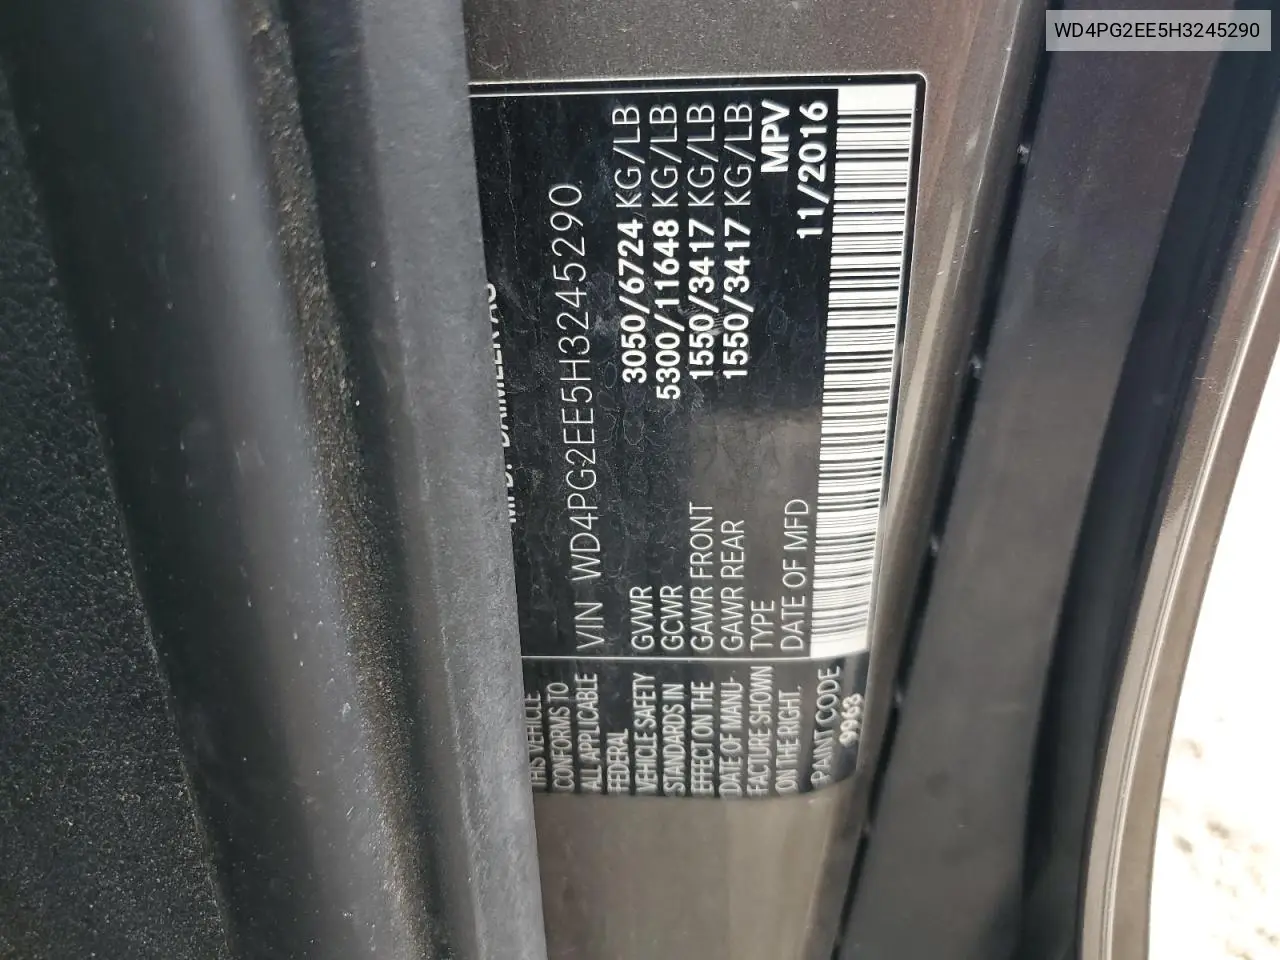 WD4PG2EE5H3245290
MFD. DAIMLER AG
VIN WD4PG2EE5H3245290
GVWR 3050/6724 KG/LB
GCWR 5300/11648 KG/LB
GAWR FRONT 1550/3417 KG/LB
GAWR REAR 1550/3417 KG/LB
TYPE MPV
DATE OF MFD 11/2016
THIS VEHICLE
CONFORMS TO
ALL APPLICABLE
FEDERAL
VEHICLE SAFETY
STANDARDS IN
EFFECT ON THE
DATE OF MANU-
FACTURE SHOWN
ON THE RIGHT.
PAINT CODE
9963